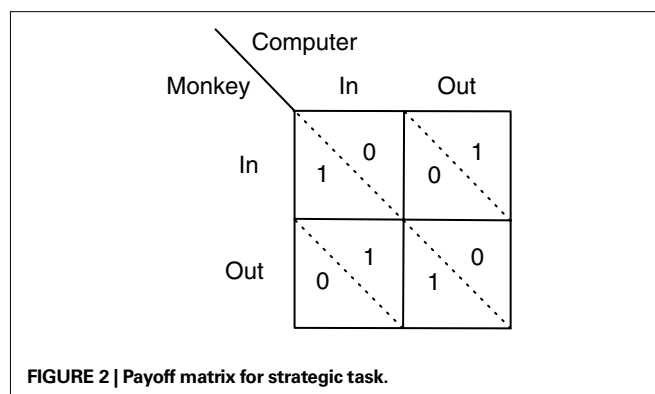 Computer
Monkey In Out
In 1 0 0 1
Out 0 1 1 0
FIGURE 2 | Payoff matrix for strategic task.